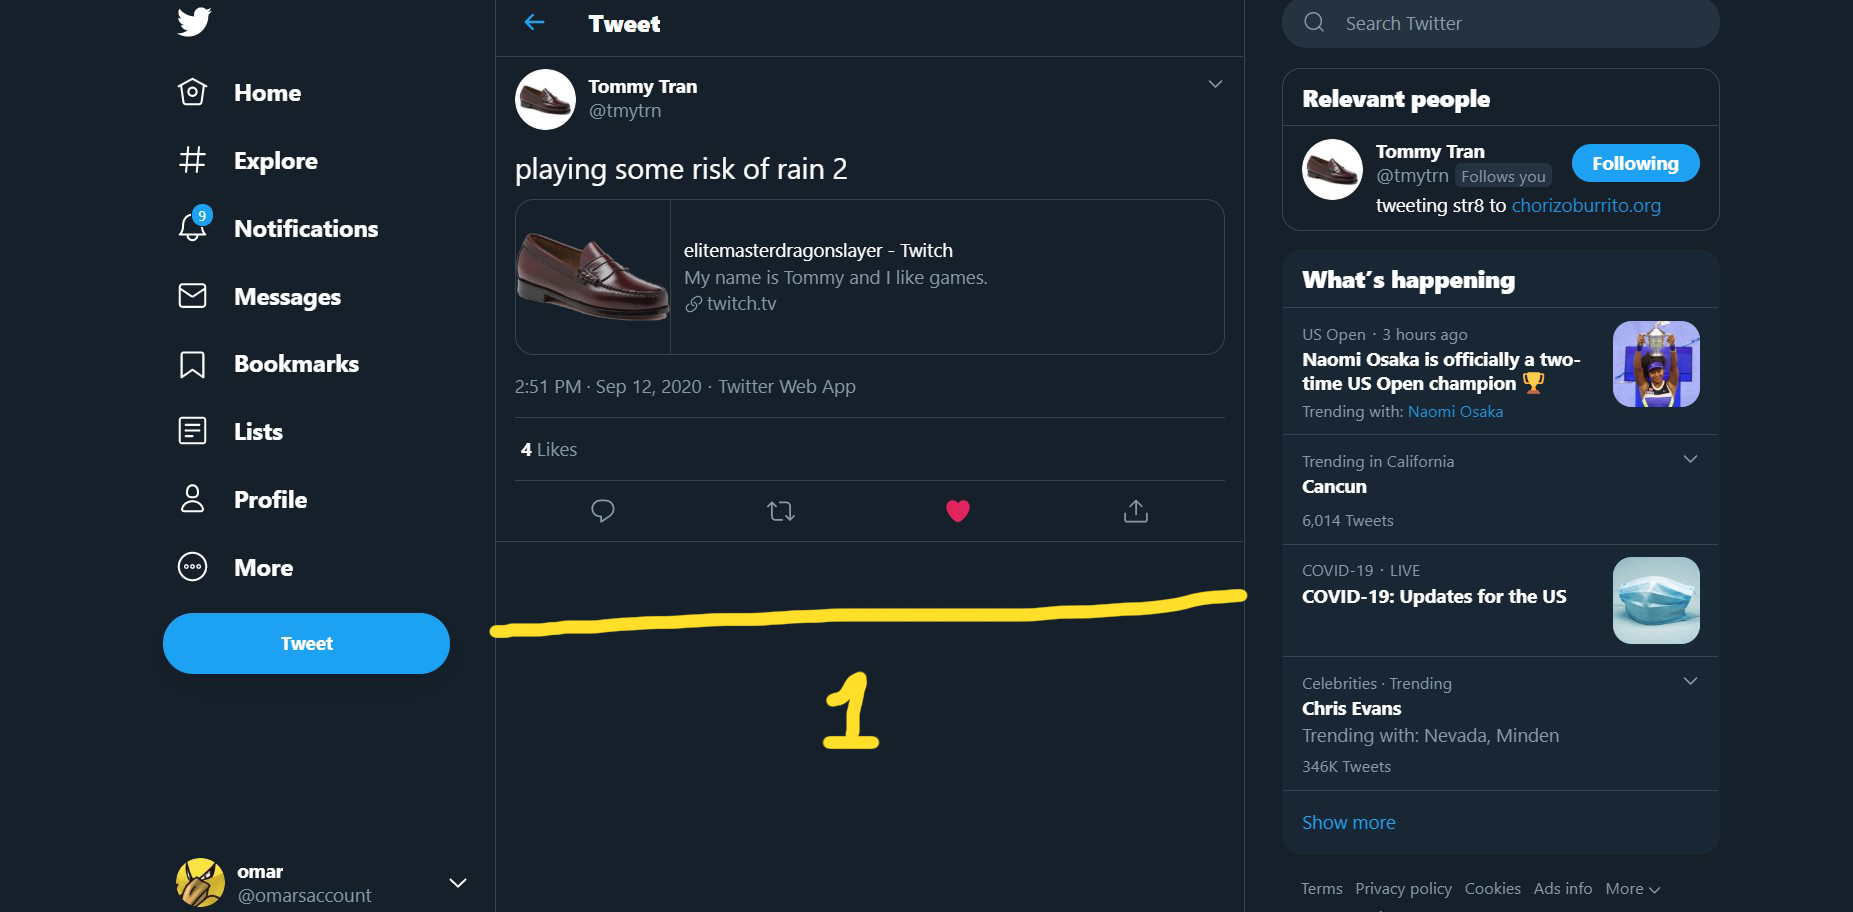 Home
Explore
9
Notifications
Messages
Bookmarks
Lists
Profile
More
Tweet
omar
@omarsaccount
Tweet
Tommy Tran
@tmytrn
playing some risk of rain 2
elitemasterdragonslayer - Twitch
My name is Tommy and I like games.
twitch.tv
2:51 PM · Sep 12, 2020 · Twitter Web App
4 Likes
1
Search Twitter
Relevant people
Tommy Tran
@tmytrn Follows you
Following
tweeting str8 to chorizoburrito.org
What's happening
US Open · 3 hours ago
Naomi Osaka is officially a two-
time US Open champion 🏆
Trending with: Naomi Osaka
Trending in California
Cancun
6,014 Tweets
COVID-19 · LIVE
COVID-19: Updates for the US
Celebrities · Trending
Chris Evans
Trending with: Nevada, Minden
346K Tweets
Show more
Terms Privacy policy Cookies Ads info More